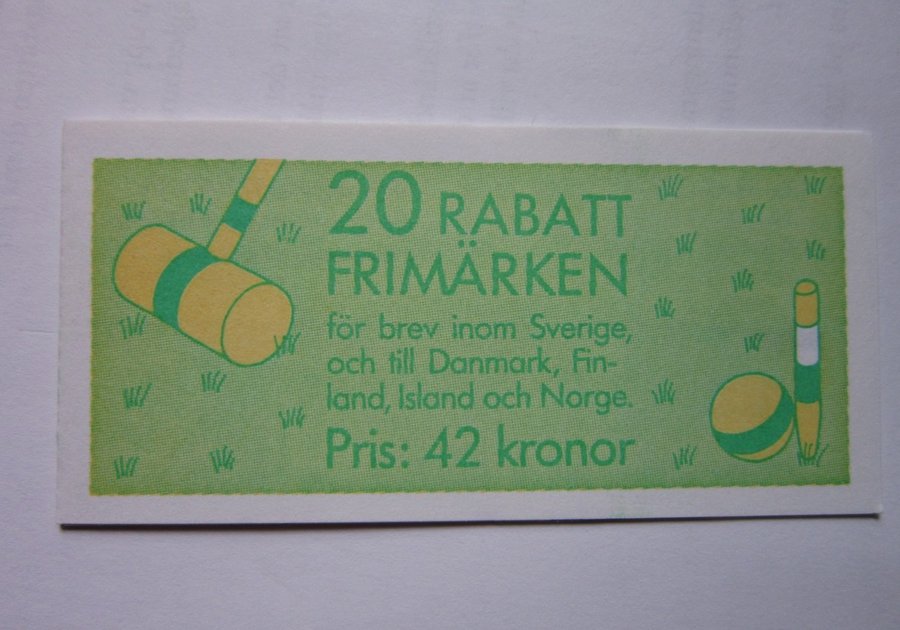 20 RABATT
FRIMÄRKEN
för brev inom Sverige,
och till Danmark, Fin-
land, Island och Norge.
Pris: 42 kronor